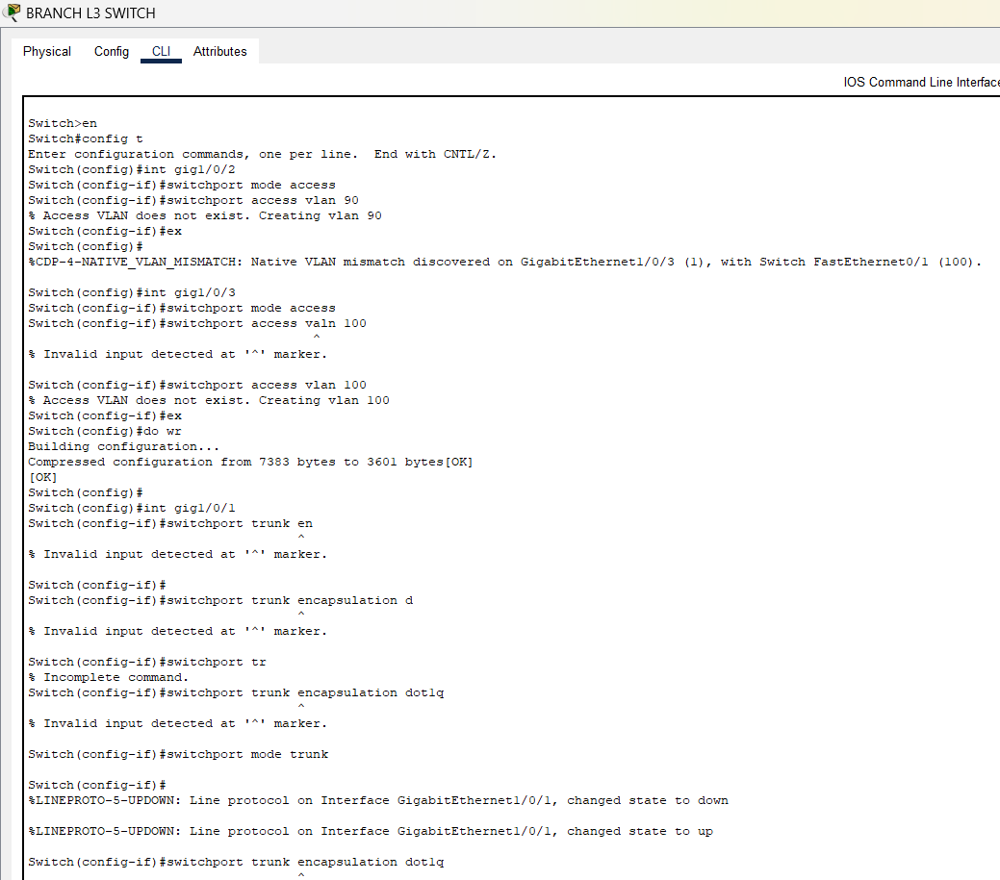 BRANCH L3 SWITCH
Physical Config CLI Attributes
IOS Command Line Interface
Switch>en
Switch#config t
Enter configuration commands, one per line.  End with CNTL/Z.
Switch(config)#int gig1/0/2
Switch(config-if)#switchport mode access
Switch(config-if)#switchport access vlan 90
% Access VLAN does not exist. Creating vlan 90
Switch(config-if)#ex
Switch(config)#
%CDP-4-NATIVE_VLAN_MISMATCH: Native VLAN mismatch discovered on GigabitEthernet1/0/3 (1), with Switch FastEthernet0/1 (100).
Switch(config)#int gig1/0/3
Switch(config-if)#switchport mode access
Switch(config-if)#switchport access valn 100
^
% Invalid input detected at '^' marker.
Switch(config-if)#switchport access vlan 100
% Access VLAN does not exist. Creating vlan 100
Switch(config-if)#ex
Switch(config)#do wr
Building configuration...
Compressed configuration from 7383 bytes to 3601 bytes[OK]
[OK]
Switch(config)#
Switch(config)#int gig1/0/1
Switch(config-if)#switchport trunk en
^
% Invalid input detected at '^' marker.
Switch(config-if)#
Switch(config-if)#switchport trunk encapsulation d
^
% Invalid input detected at '^' marker.
Switch(config-if)#switchport tr
% Incomplete command.
Switch(config-if)#switchport trunk encapsulation dot1q
^
% Invalid input detected at '^' marker.
Switch(config-if)#switchport mode trunk
Switch(config-if)#
%LINEPROTO-5-UPDOWN: Line protocol on Interface GigabitEthernet1/0/1, changed state to down
%LINEPROTO-5-UPDOWN: Line protocol on Interface GigabitEthernet1/0/1, changed state to up
Switch(config-if)#switchport trunk encapsulation dot1q
^